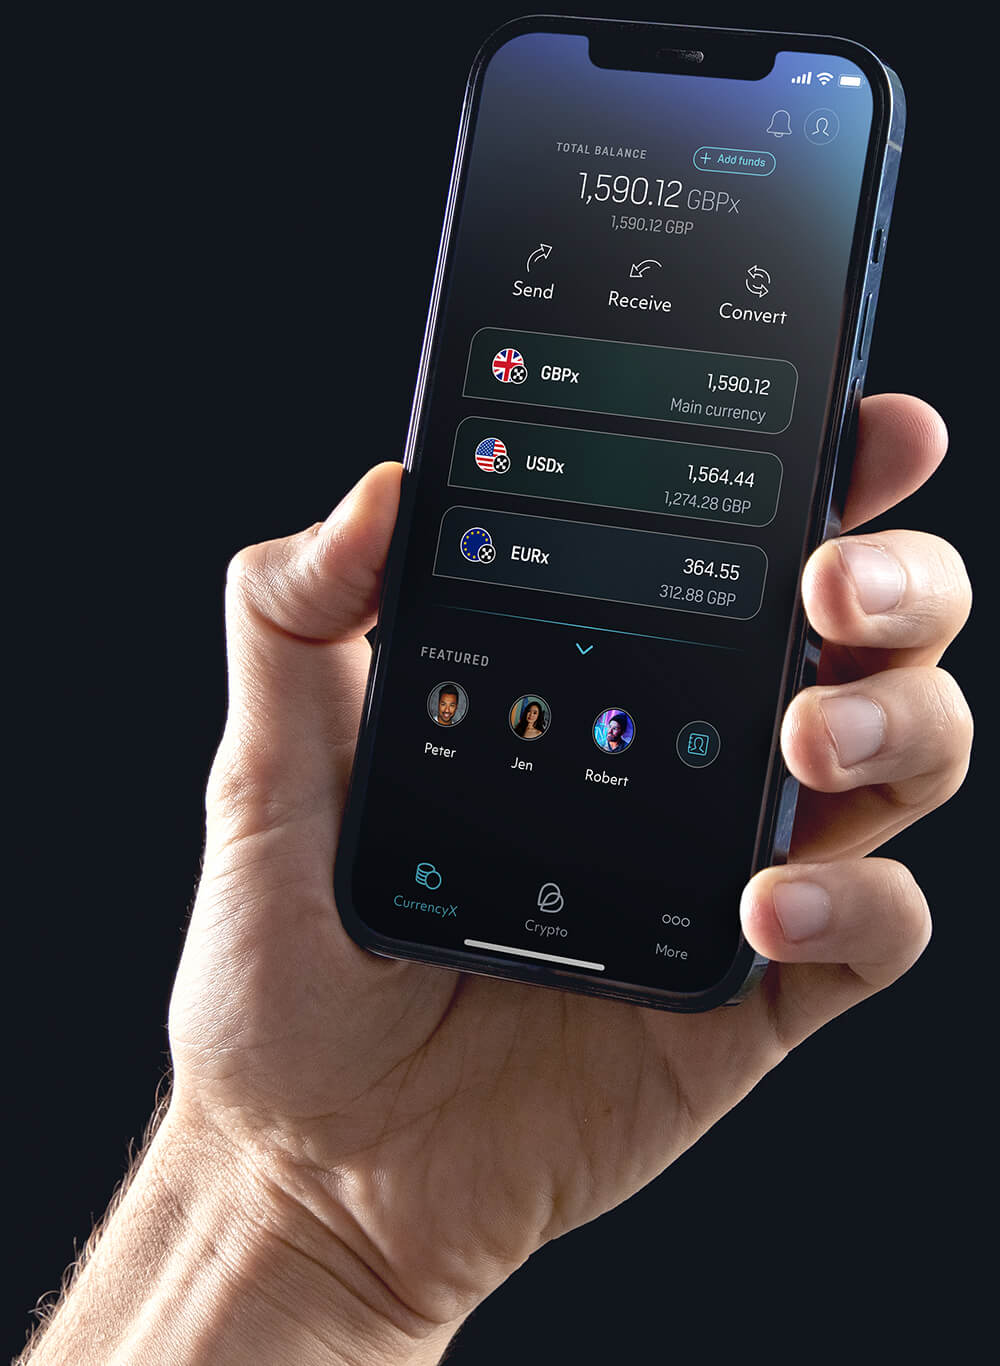 TOTAL BALANCE
+ Add funds
1,590.12 GBPx
1,590.12 GBP
Send
Receive
Convert
GBPx
1,590.12
Main currency
USDx
1,564.44
1,274.28 GBP
EURx
364.55
312.88 GBP
FEATURED
Peter
Jen
Robert
CurrencyX
Crypto
More